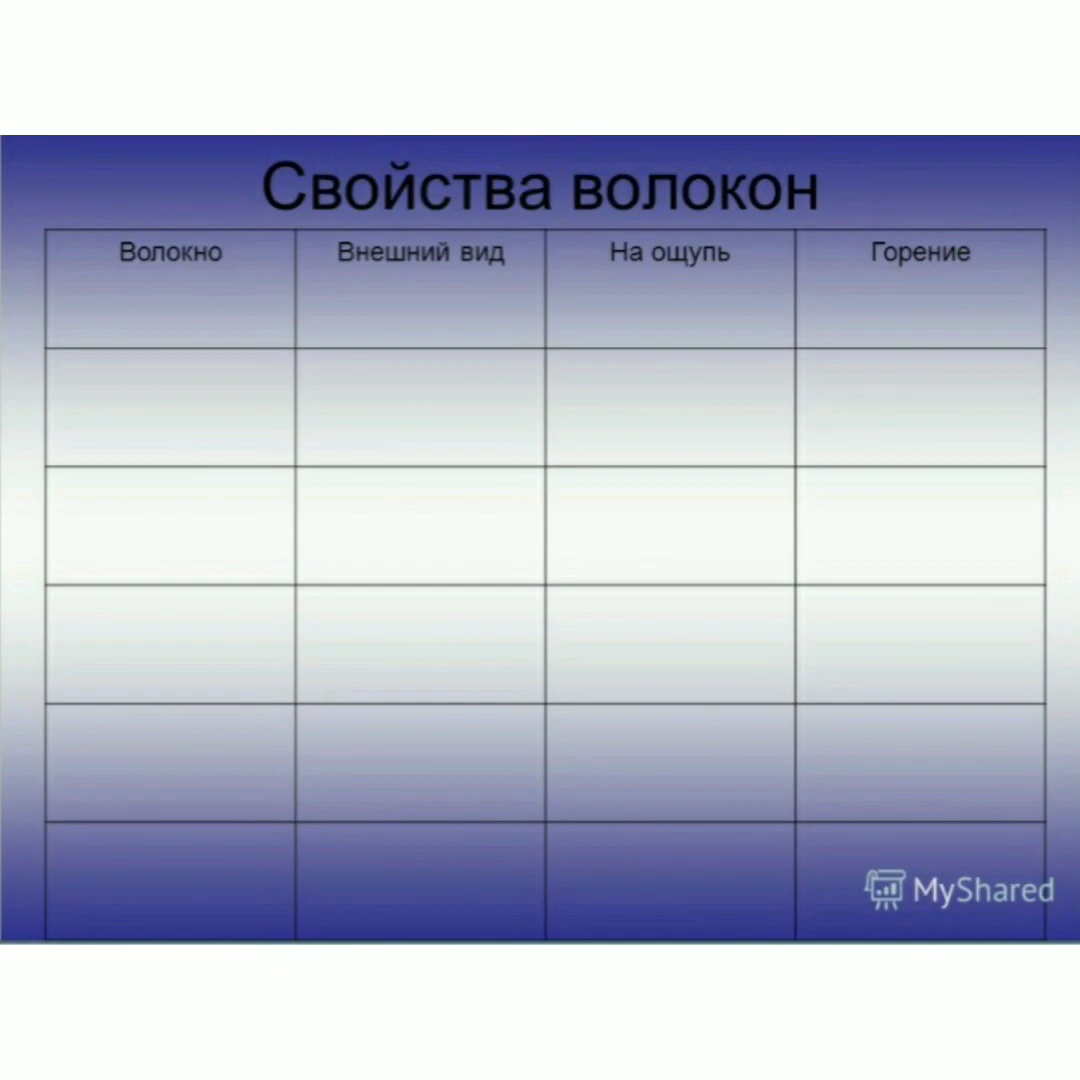 Свойства волокон
Волокно Внешний вид На ощупь Горение
MyShared